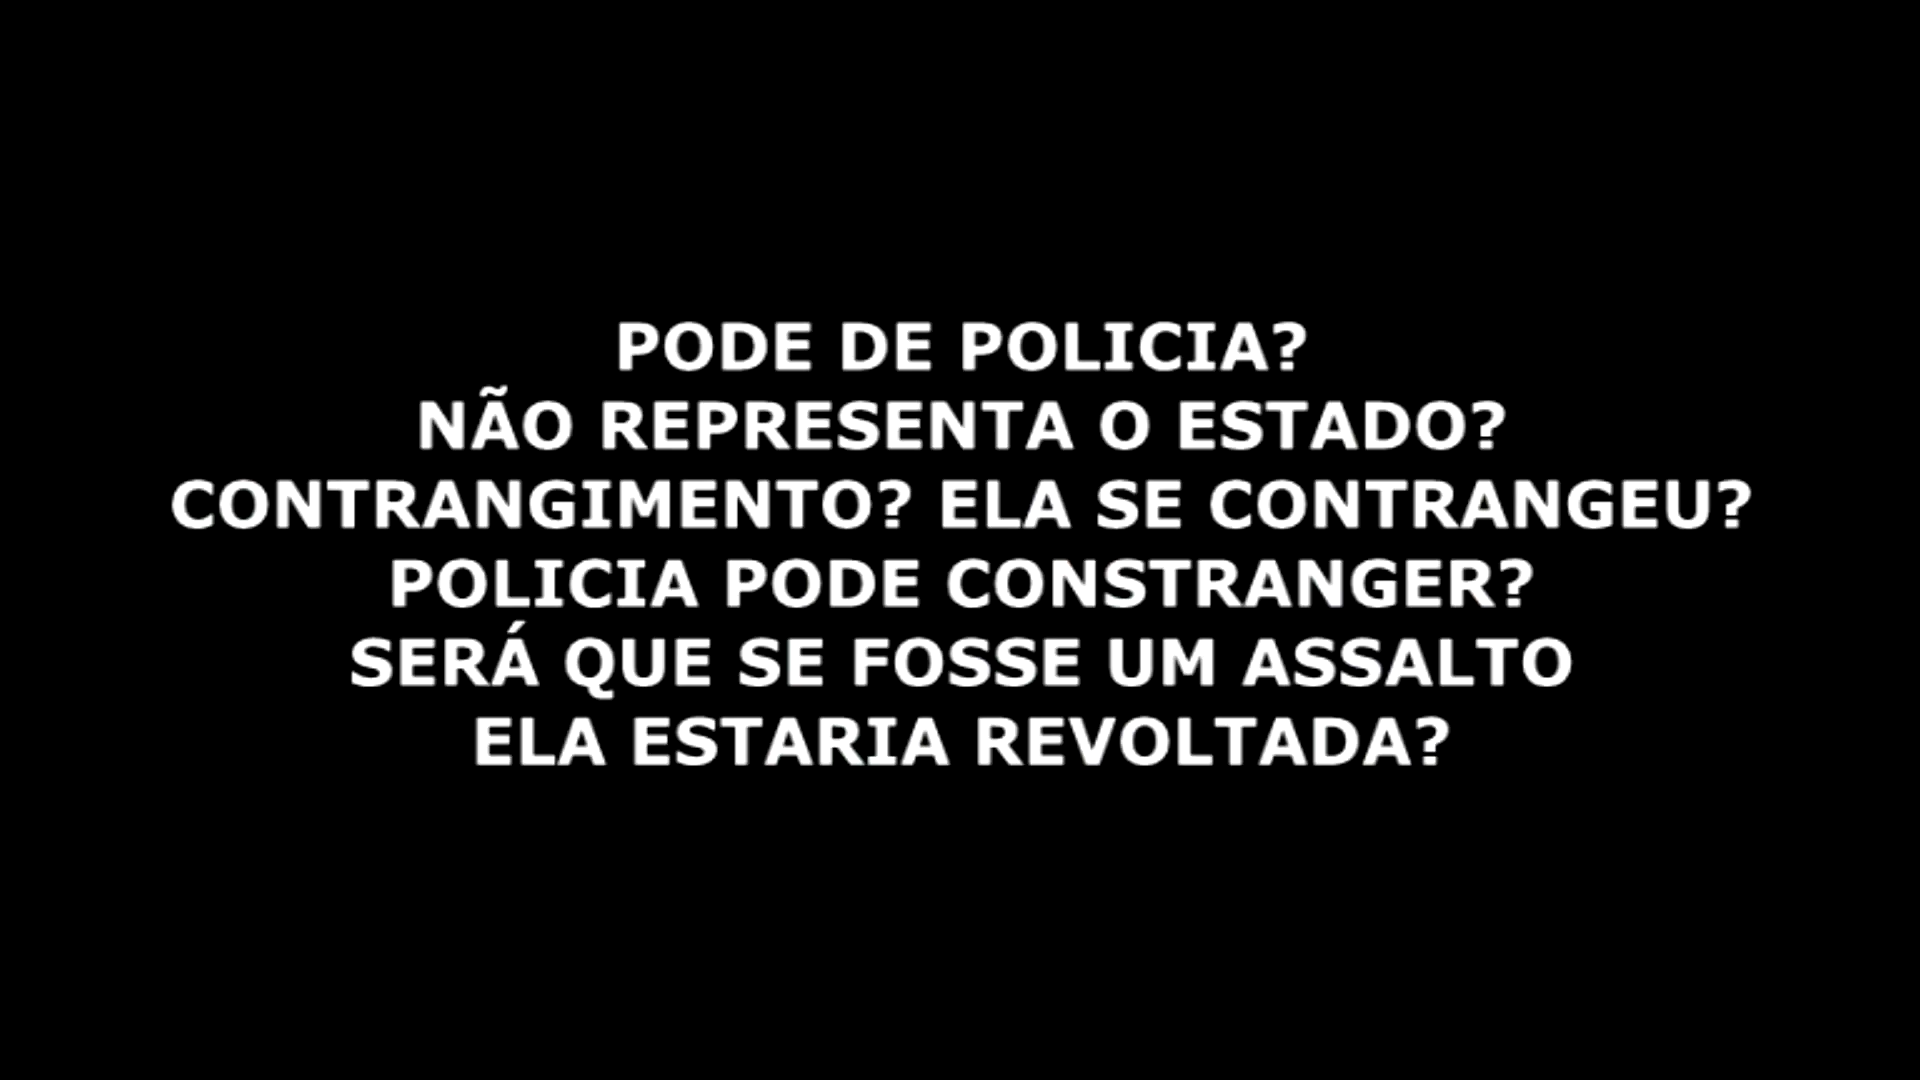 PODE DE POLICIA?
NÃO REPRESENTA O ESTADO?
CONTRANGIMENTO? ELA SE CONTRANGEU?
POLICIA PODE CONSTRANGER?
SERÁ QUE SE FOSSE UM ASSALTO
ELA ESTARIA REVOLTADA?